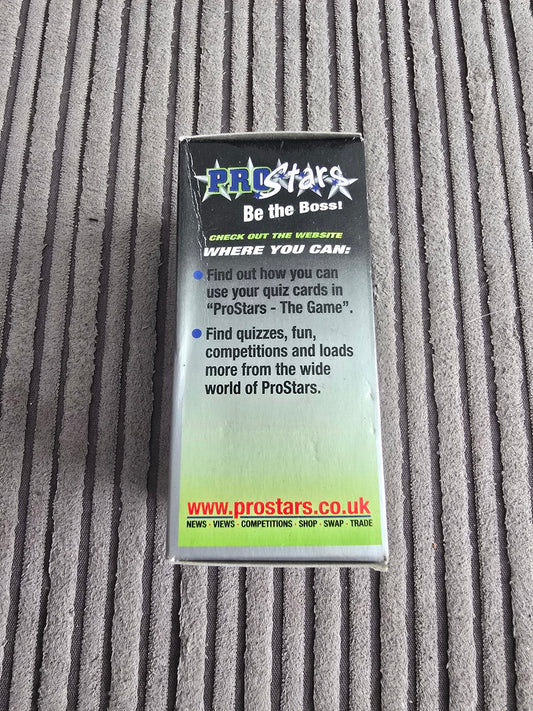 PROStars
Be the Boss!
CHECK OUT THE WEBSITE
WHERE YOU CAN:
• Find out how you can
use your quiz cards in
"ProStars - The Game".
• Find quizzes, fun,
competitions and loads
more from the wide
world of ProStars.
www.prostars.co.uk
NEWS · VIEWS · COMPETITIONS · SHOP · SWAP · TRADE